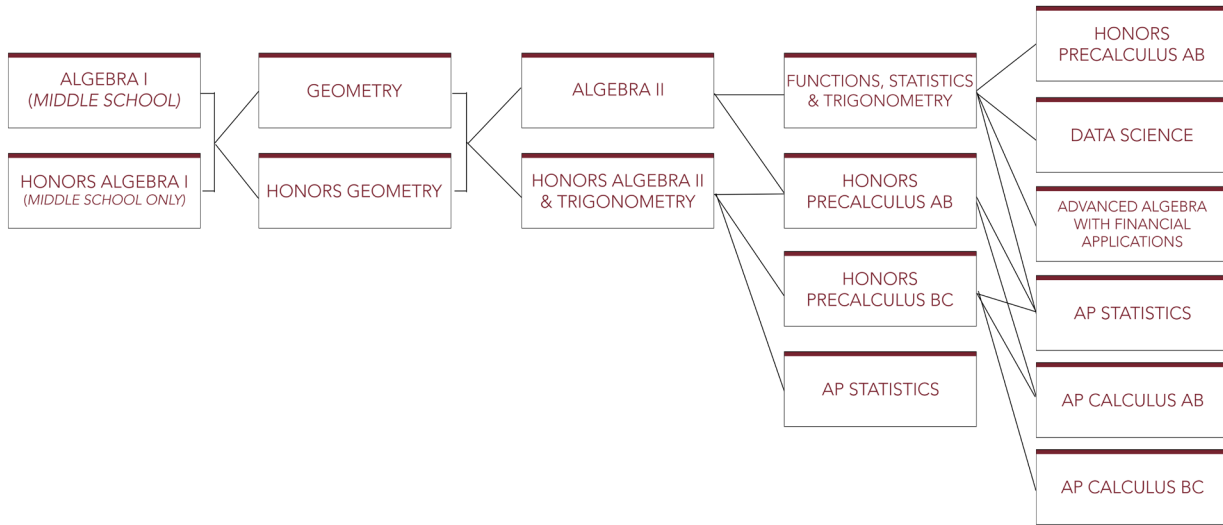 ALGEBRA I
(MIDDLE SCHOOL)
HONORS ALGEBRA I
(MIDDLE SCHOOL ONLY)
GEOMETRY
HONORS GEOMETRY
ALGEBRA II
HONORS ALGEBRA II
& TRIGONOMETRY
FUNCTIONS, STATISTICS
& TRIGONOMETRY
HONORS
PRECALCULUS AB
HONORS
PRECALCULUS BC
AP STATISTICS
HONORS
PRECALCULUS AB
DATA SCIENCE
ADVANCED ALGEBRA
WITH FINANCIAL
APPLICATIONS
AP STATISTICS
AP CALCULUS AB
AP CALCULUS BC